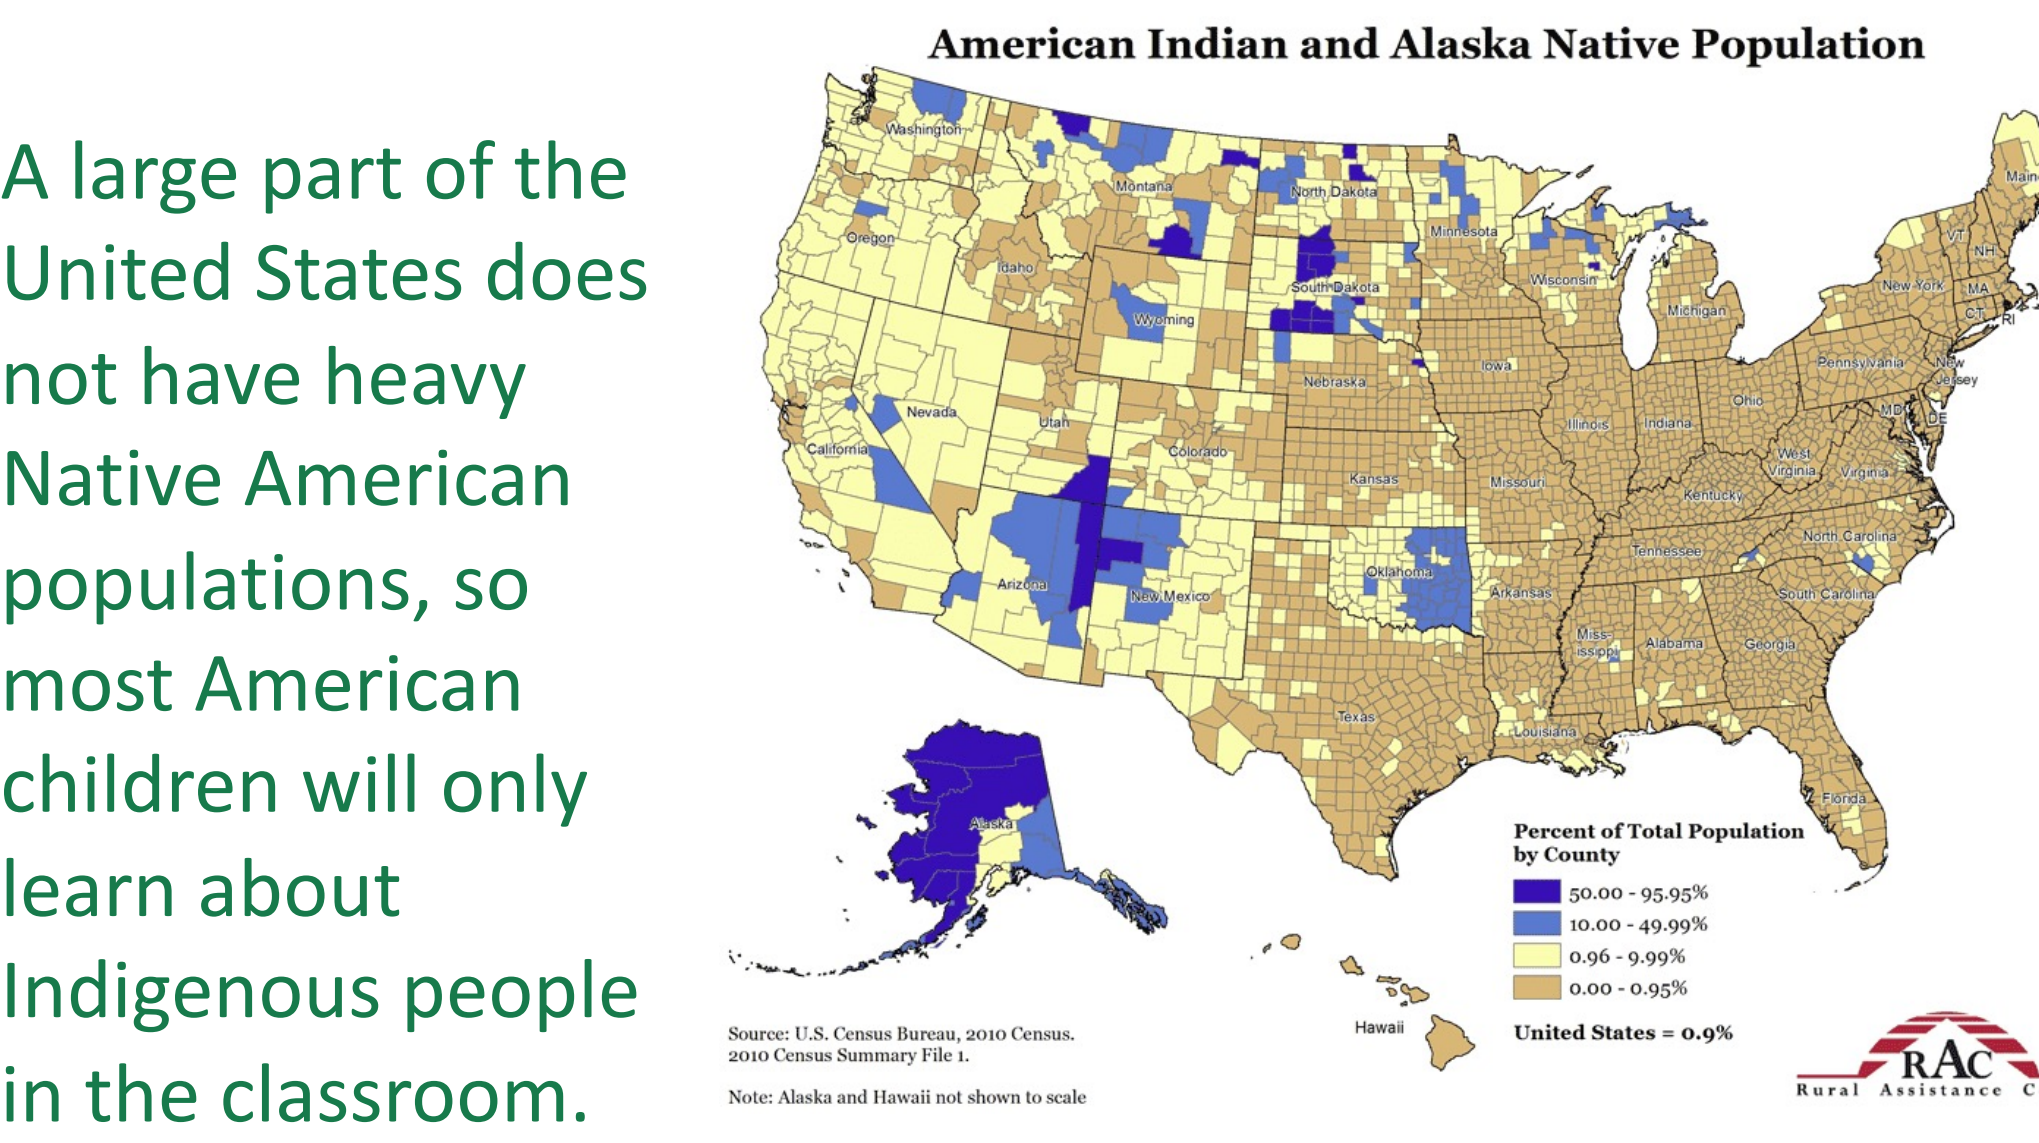 American Indian and Alaska Native Population
A large part of the
United States does
not have heavy
Native American
populations, so
most American
children will only
learn about
Indigenous people
in the classroom.
Washington
Montana
North Dakota
Minnesota
Oregon
Idaho
South Dakota
Wisconsin
Wyoming
Michigan
New York
VT
NH
MA
CT
RI
Main
Iowa
Nebraska
Pennsylvania
New
Jersey
Nevada
Utah
Colorado
California
Illinois
Indiana
Ohio
MD
DE
West
Virginia
Virginia
Kansas
Missouri
Kentucky
Arizona
New Mexico
Oklahoma
Arkansas
Tennessee
North Carolina
South Carolina
Miss-
issippi
Alabama
Georgia
Texas
Louisiana
Florida
Alaska
Hawaii
Percent of Total Population
by County
50.00 - 95.95%
10.00 - 49.99%
0.96 - 9.99%
0.00 - 0.95%
United States = 0.9%
Source: U.S. Census Bureau, 2010 Census.
2010 Census Summary File 1.
Note: Alaska and Hawaii not shown to scale
RAC
Rural Assistance C